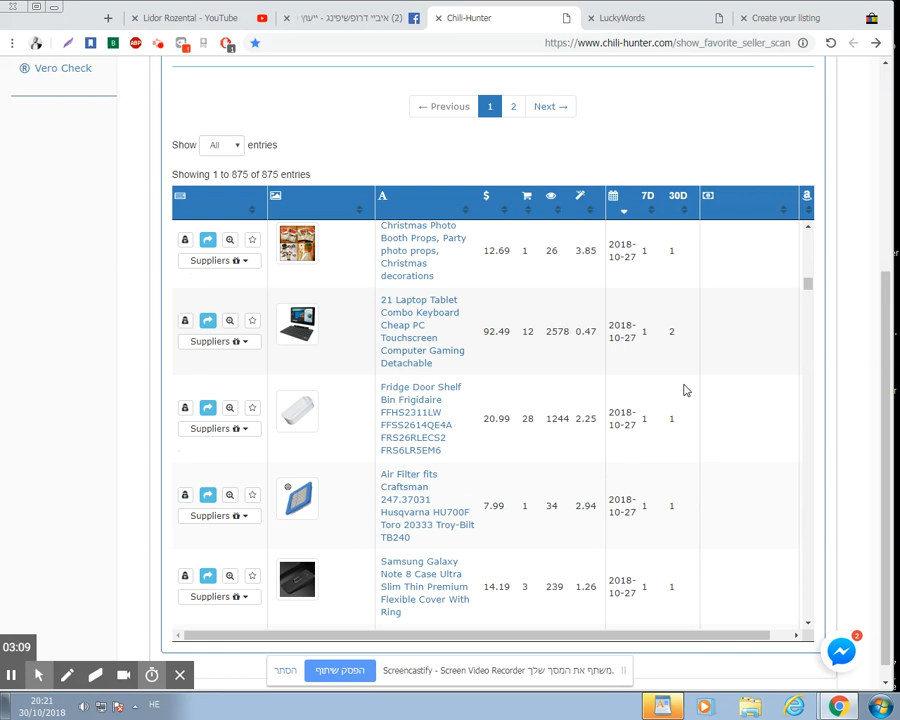 Lidor Rozental - YouTube
איביי דרופשיפינג - ייעוץ (2)
Chili-Hunter
LuckyWords
Create your listing
https://www.chili-hunter.com/show_favorite_seller_scan
Vero Check
← Previous 1 2 Next →
Show All entries
Showing 1 to 875 of 875 entries
A $ 7D 30D
Christmas Photo
Booth Props, Party
photo props,
Christmas
decorations
12.69 1 26 3.85 2018-
10-27 1 1
Suppliers
21 Laptop Tablet
Combo Keyboard
Cheap PC
Touchscreen
Computer Gaming
Detachable
92.49 12 2578 0.47 2018-
10-27 1 2
Suppliers
Fridge Door Shelf
Bin Frigidaire
FFHS2311LW
FFSS2614QE4A
FRS26RLECS2
FRS6LR5EM6
20.99 28 1244 2.25 2018-
10-27 1 1
Suppliers
Air Filter fits
Craftsman
247.37031
Husqvarna HU700F
Toro 20333 Troy-Bilt
TB240
7.99 1 34 2.94 2018-
10-27 1 1
Suppliers
Samsung Galaxy
Note 8 Case Ultra
Slim Thin Premium
Flexible Cover With
Ring
14.19 3 239 1.26 2018-
10-27 1 1
Suppliers
03:09
2
הסתר
הפסק שיתוף
Screencastify - Screen Video Recorder משתף את המסך שלך.
HE
20:21
30/10/2018